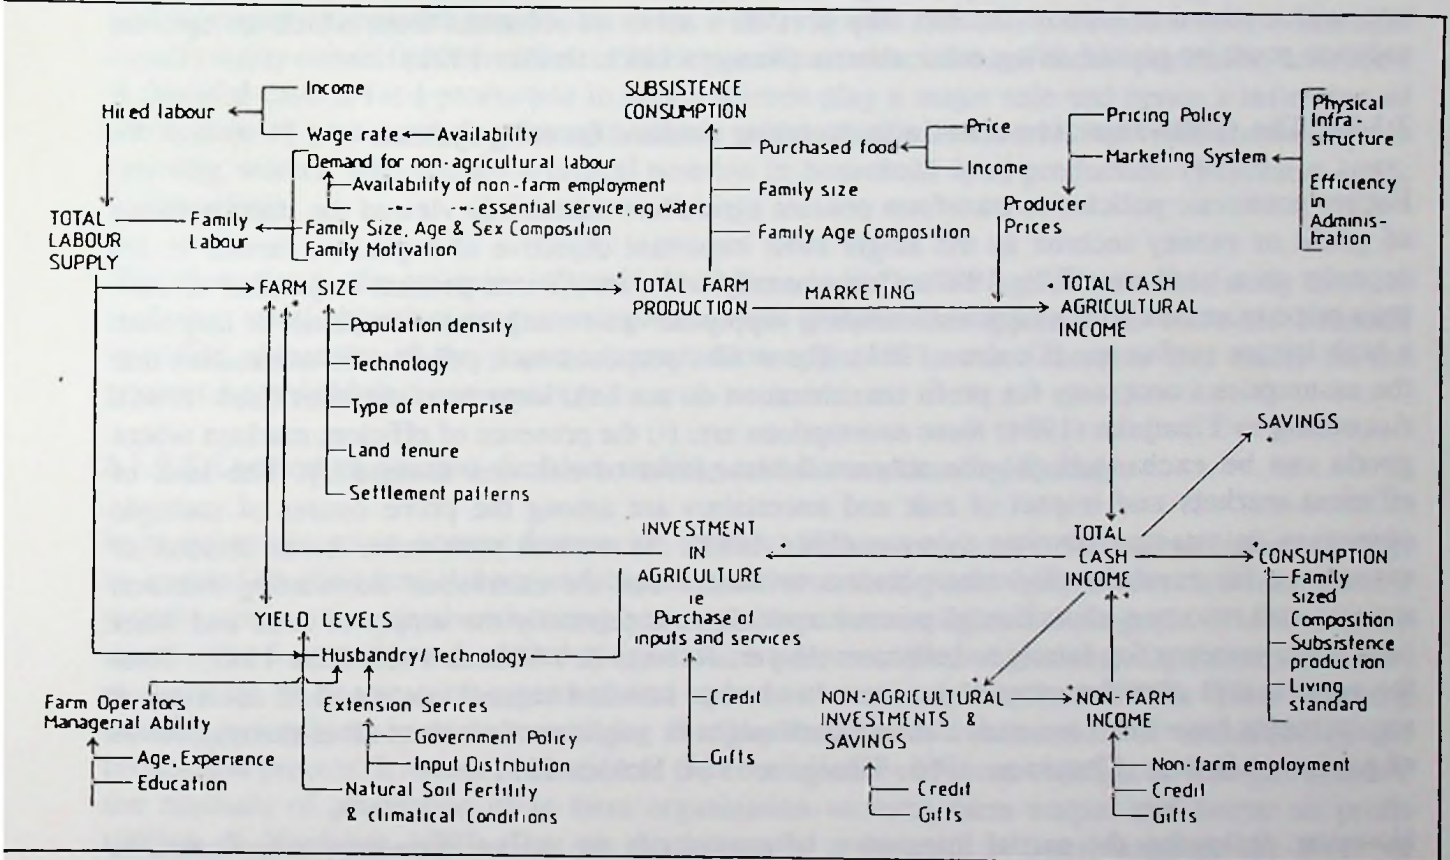 Hired labour
Income
Wage rate
Availability
Demand for non-agricultural labour
Availability of non-farm employment
essential service, eg water
Family Size, Age & Sex Composition
Family Motivation
Family
Labour
TOTAL
LABOUR
SUPPLY
SUBSISTENCE
CONSUMPTION
Purchased food
Price
Income
Family size
Family Age Composition
Pricing Policy
Marketing System
Physical
Infra-
structure
Efficiency
in
Adminis-
tration
Producer
Prices
FARM SIZE
Population density
Technology
Type of enterprise
Land tenure
Settlement patterns
TOTAL FARM
PRODUCTION
MARKETING
TOTAL CASH
AGRICULTURAL
INCOME
SAVINGS
INVESTMENT
IN
AGRICULTURE
ie
Purchase of
inputs and services
Credit
Gifts
TOTAL
CASH
INCOME
CONSUMPTION
Family
sized
Composition
Subsistence
production
Living
standard
YIELD LEVELS
Husbandry/Technology
Farm Operators
Managerial Ability
Age, Experience
Education
Extension Serices
Government Policy
Input Distribution
Natural Soil Fertility
& climatical Conditions
NON-AGRICULTURAL
INVESTMENTS &
SAVINGS
Credit
Gifts
NON-FARM
INCOME
Non-farm employment
Credit
Gifts